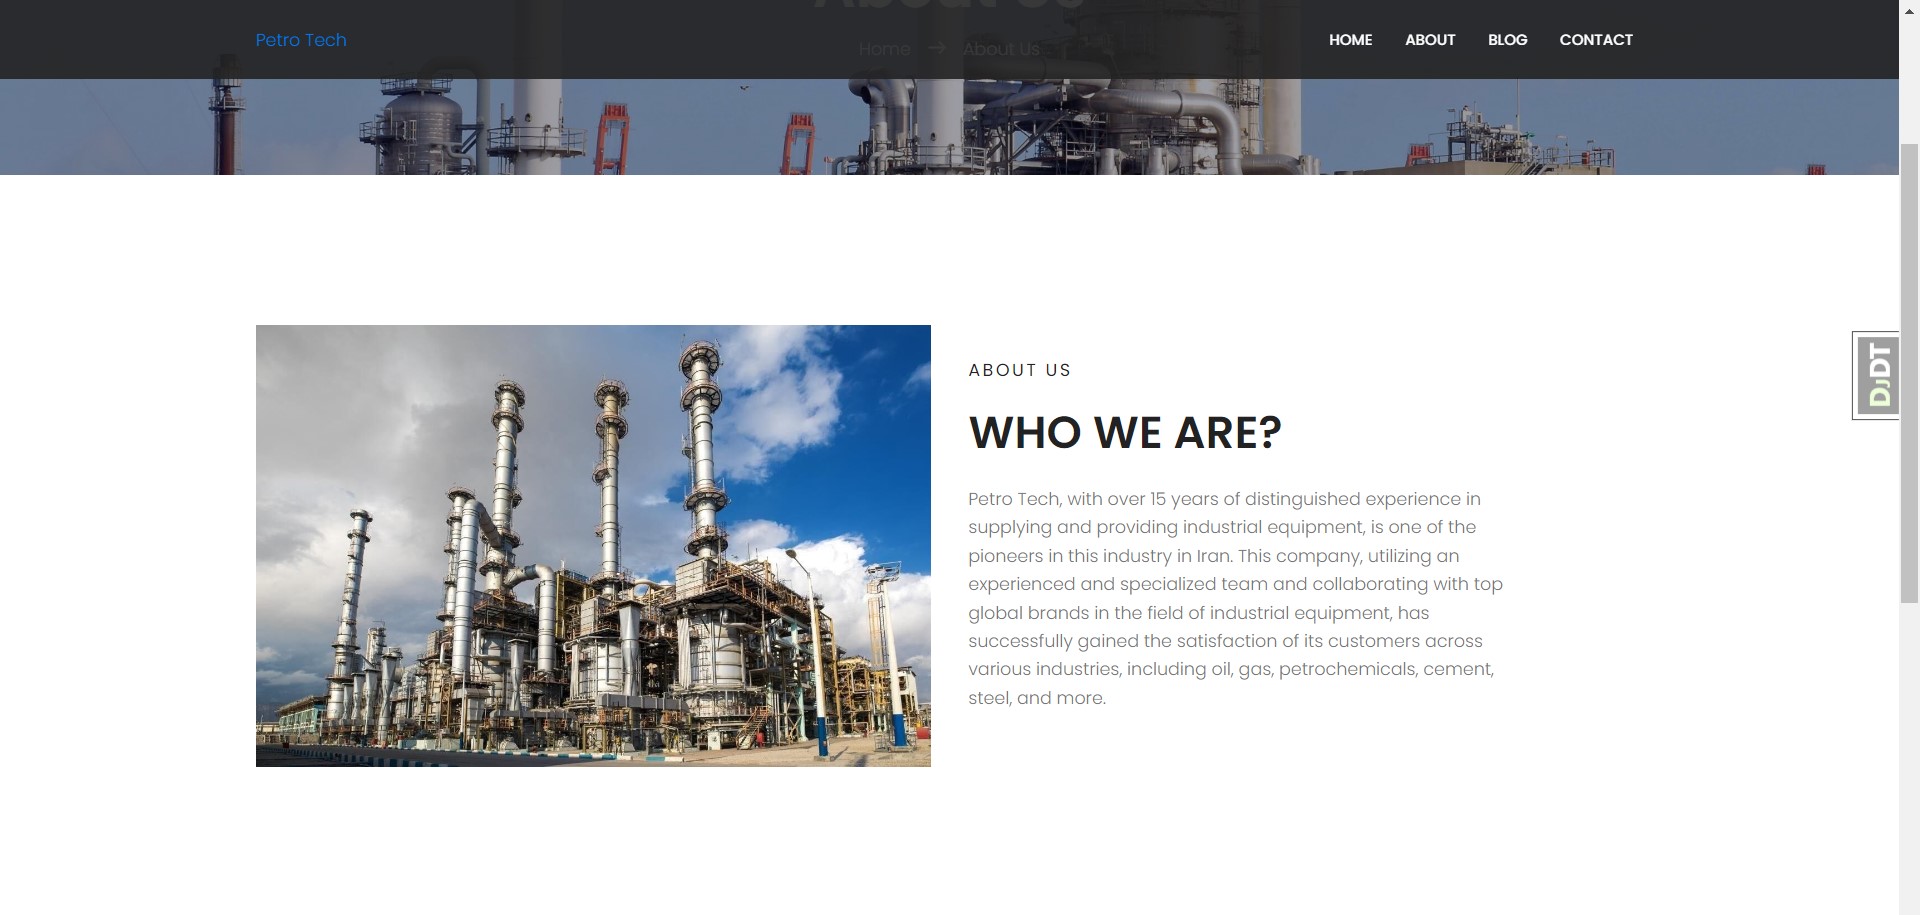 About Us
Petro Tech
Home → About Us
HOME ABOUT BLOG CONTACT
ABOUT US
WHO WE ARE?
Petro Tech, with over 15 years of distinguished experience in
supplying and providing industrial equipment, is one of the
pioneers in this industry in Iran. This company, utilizing an
experienced and specialized team and collaborating with top
global brands in the field of industrial equipment, has
successfully gained the satisfaction of its customers across
various industries, including oil, gas, petrochemicals, cement,
steel, and more.
DJDT